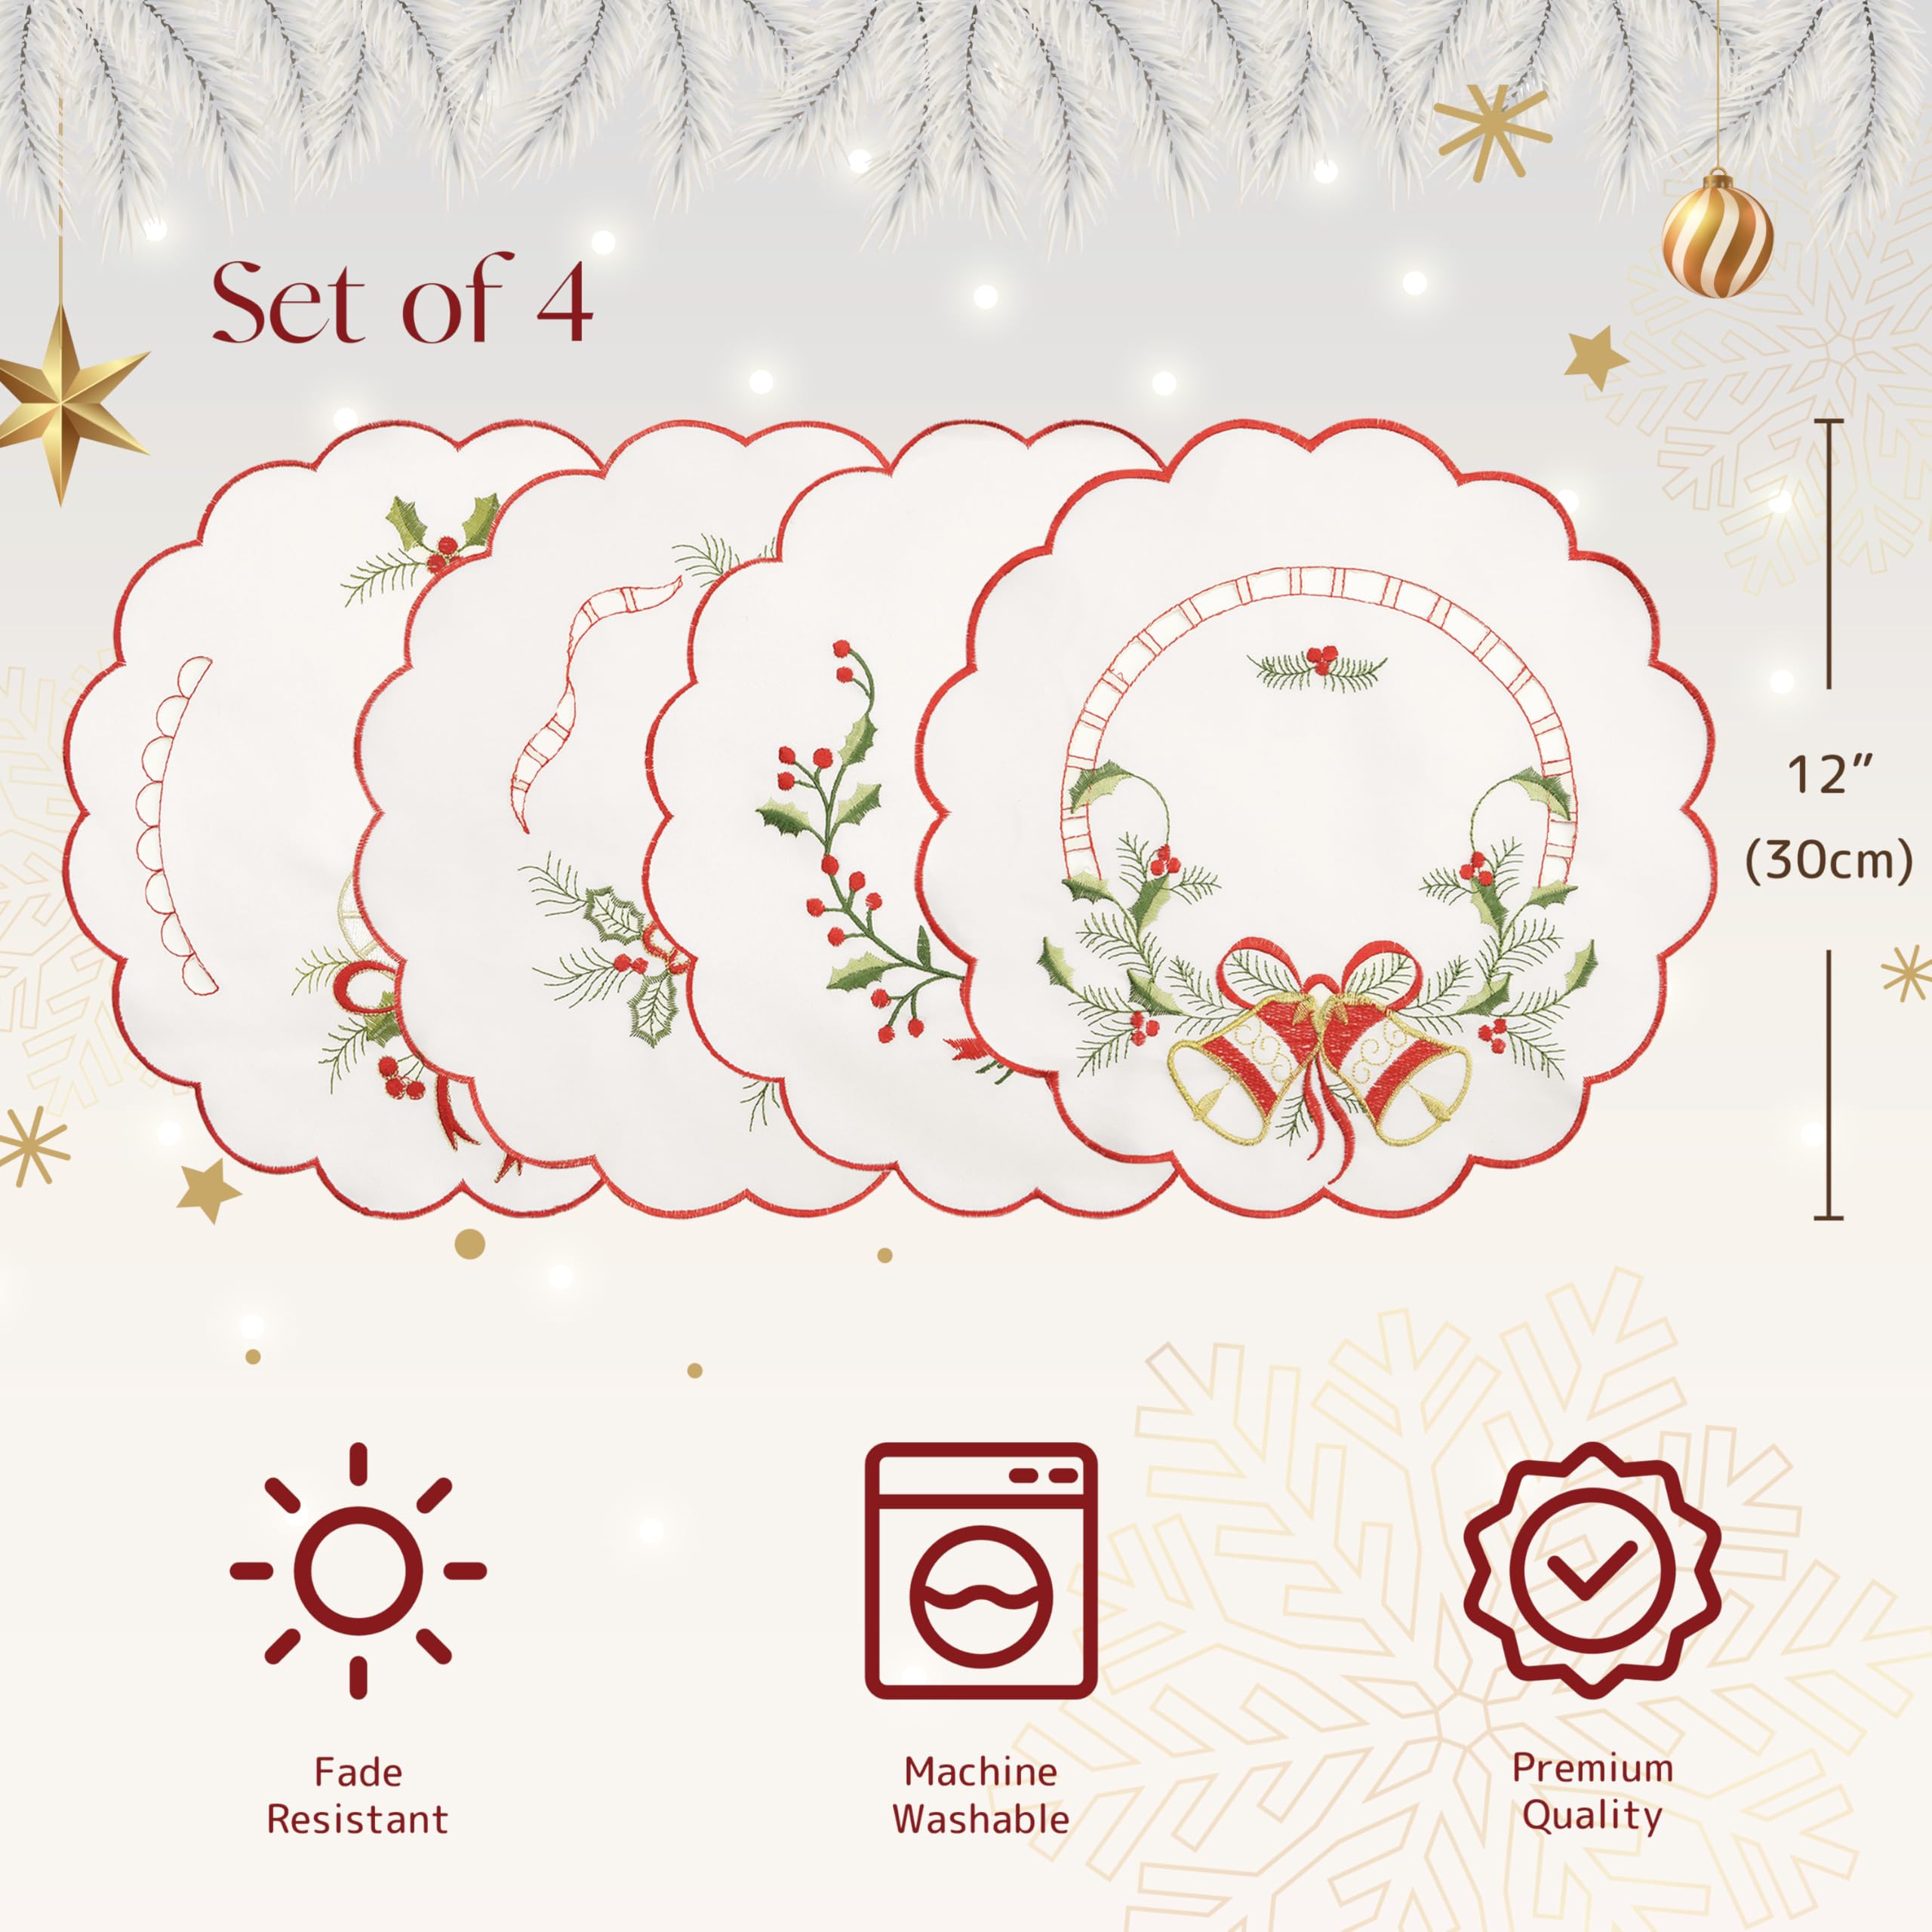 Set of 4
12”
(30cm)
Fade
Resistant
Machine
Washable
Premium
Quality